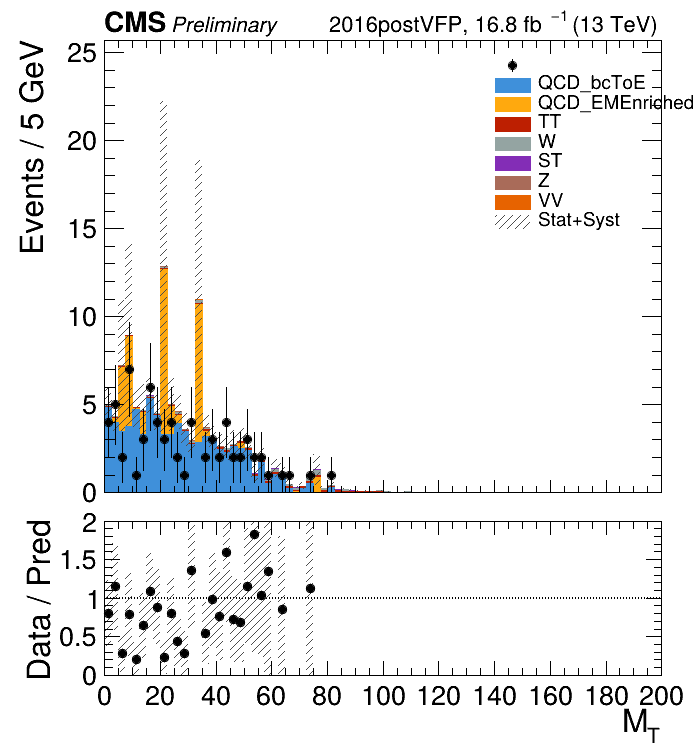 CMS Preliminary 2016postVFP, 16.8 fb ⁻¹ (13 TeV)
Events / 5 GeV
25
20
15
10
5
0
QCD_bcToE
QCD_EMEnriched
TT
W
ST
Z
VV
Stat+Syst
Data / Pred
2
1.5
1
0.5
0
0 20 40 60 80 100 120 140 160 180 200
M_T